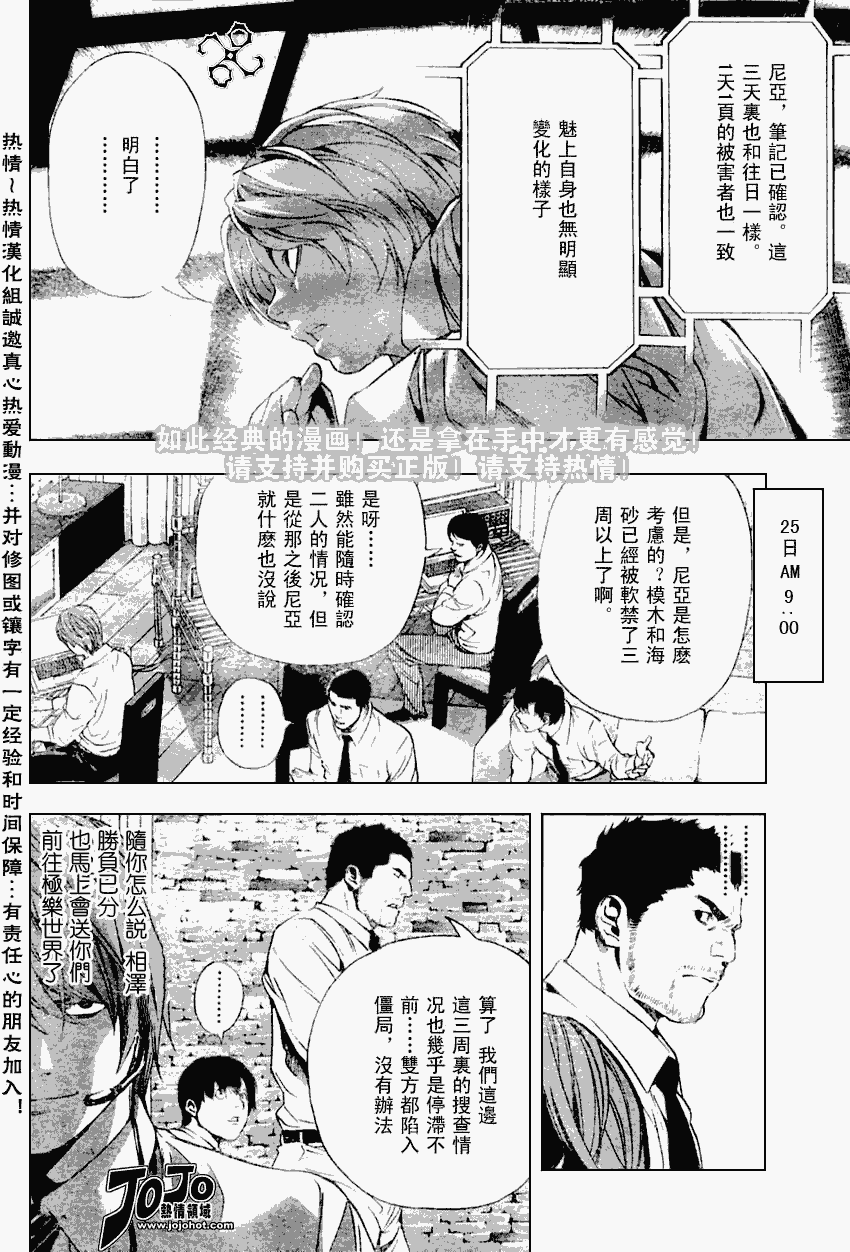 尼亞，筆記已確認。這
三天裏也和往日一樣。
1天1頁的被害者也一致
魅上自身也無明顯
變化的樣子
………
明白了
………
如此经典的漫画！还是拿在手中才更有感觉！
请支持并购买正版！请支持热情！
25日AM9：00
但是，尼亞是怎麽
考慮的？模木和海
砂已經被軟禁了三
周以上了啊。
是呀……
雖然能隨時確認
二人的情况，但
是從那之後尼亞
就什麽也沒說
……
……
……
……
算了 我們這邊
這三周裏的搜查情
况也幾乎是停滯不
前……雙方都陷入
僵局，沒有辦法
……
隨你怎么説 相澤
勝負已分
也馬上會送你們
前往極樂世界了
热情～热情漢化組誠邀真心热爱動漫…并对修图或镶字有一定经验和时间保障…有责任心的朋友加入！
JOJO
熱情領域
www.jojohot.com